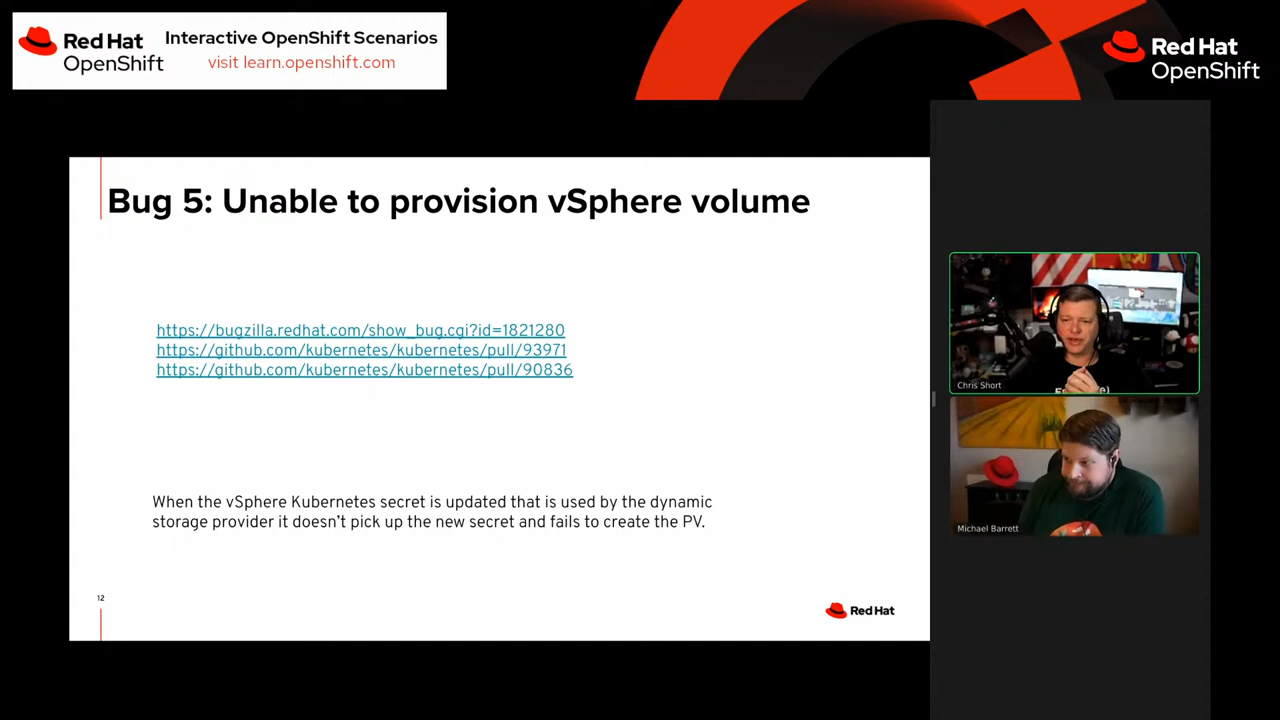 Red Hat
OpenShift
Interactive OpenShift Scenarios
visit learn.openshift.com
Red Hat
OpenShift
Bug 5: Unable to provision vSphere volume
https://bugzilla.redhat.com/show_bug.cgi?id=1821280
https://github.com/kubernetes/kubernetes/pull/93971
https://github.com/kubernetes/kubernetes/pull/90836
When the vSphere Kubernetes secret is updated that is used by the dynamic
storage provider it doesn't pick up the new secret and fails to create the PV.
12
Red Hat
Chris Short
Michael Barrett